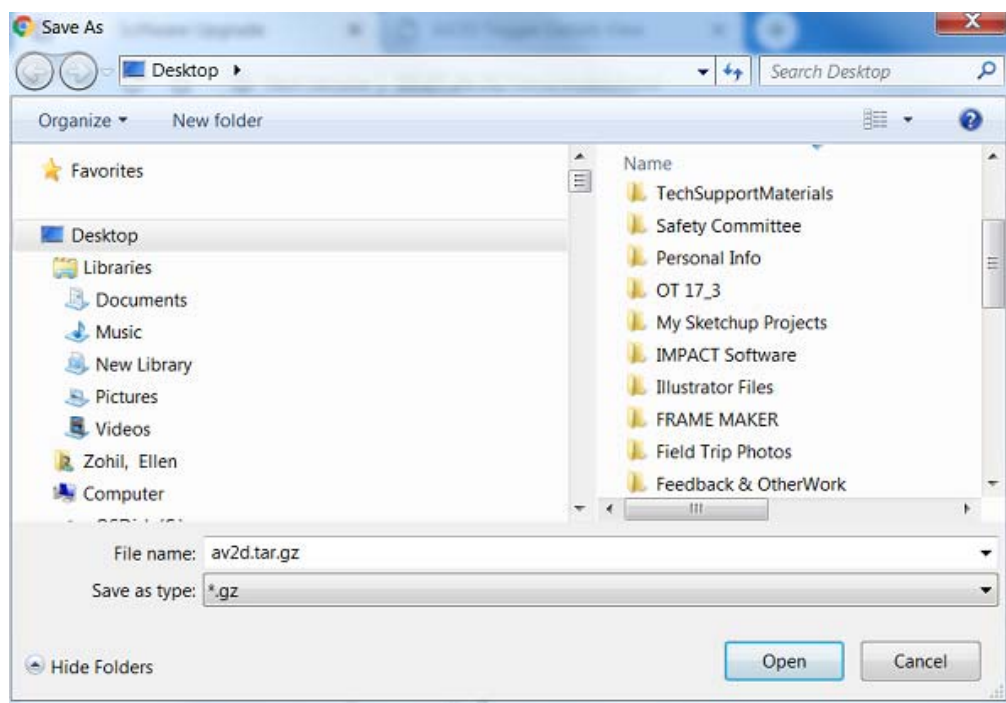 Save As
Desktop
Search Desktop
Organize New folder
Favorites
Desktop
Libraries
Documents
Music
New Library
Pictures
Videos
Zohil, Ellen
Computer
Name
TechSupportMaterials
Safety Committee
Personal Info
OT 17_3
My Sketchup Projects
IMPACT Software
Illustrator Files
FRAME MAKER
Field Trip Photos
Feedback & OtherWork
File name: av2d.tar.gz
Save as type: *.gz
Hide Folders
Open Cancel